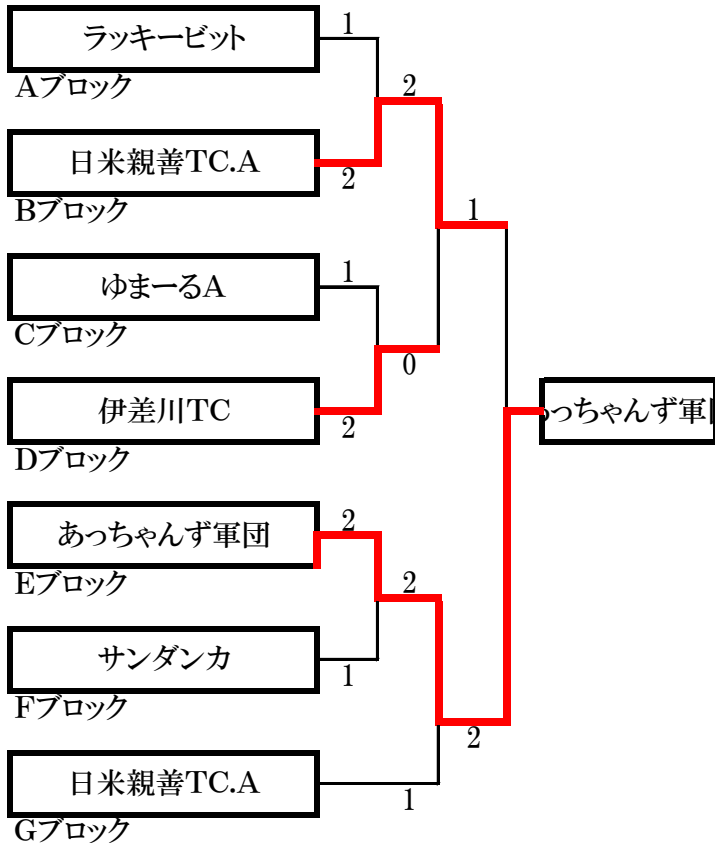 ラッキービット
1
Aブロック
2
日米親善TC.A
2
Bブロック
1
ゆまーるA
1
Cブロック
0
伊差川TC
2
Dブロック
っちゃんず軍
あっちゃんず軍団
2
Eブロック
2
サンダンカ
1
Fブロック
2
日米親善TC.A
1
Gブロック